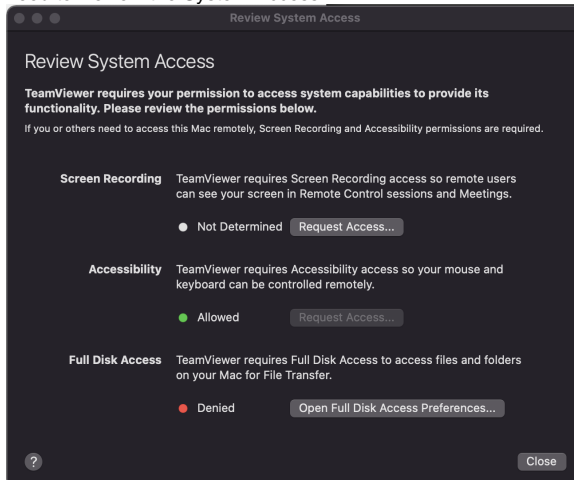 Review System Access
Review System Access
TeamViewer requires your permission to access system capabilities to provide its
functionality. Please review the permissions below.
If you or others need to access this Mac remotely, Screen Recording and Accessibility permissions are required.
Screen Recording TeamViewer requires Screen Recording access so remote users
can see your screen in Remote Control sessions and Meetings.
Not Determined Request Access...
Accessibility TeamViewer requires Accessibility access so your mouse and
keyboard can be controlled remotely.
Allowed Request Access...
Full Disk Access TeamViewer requires Full Disk Access to access files and folders
on your Mac for File Transfer.
Denied Open Full Disk Access Preferences...
? Close